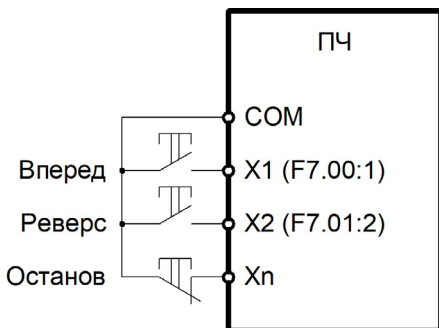 ПЧ
COM
Вперед X1 (F7.00:1)
Реверс X2 (F7.01:2)
Останов Xn